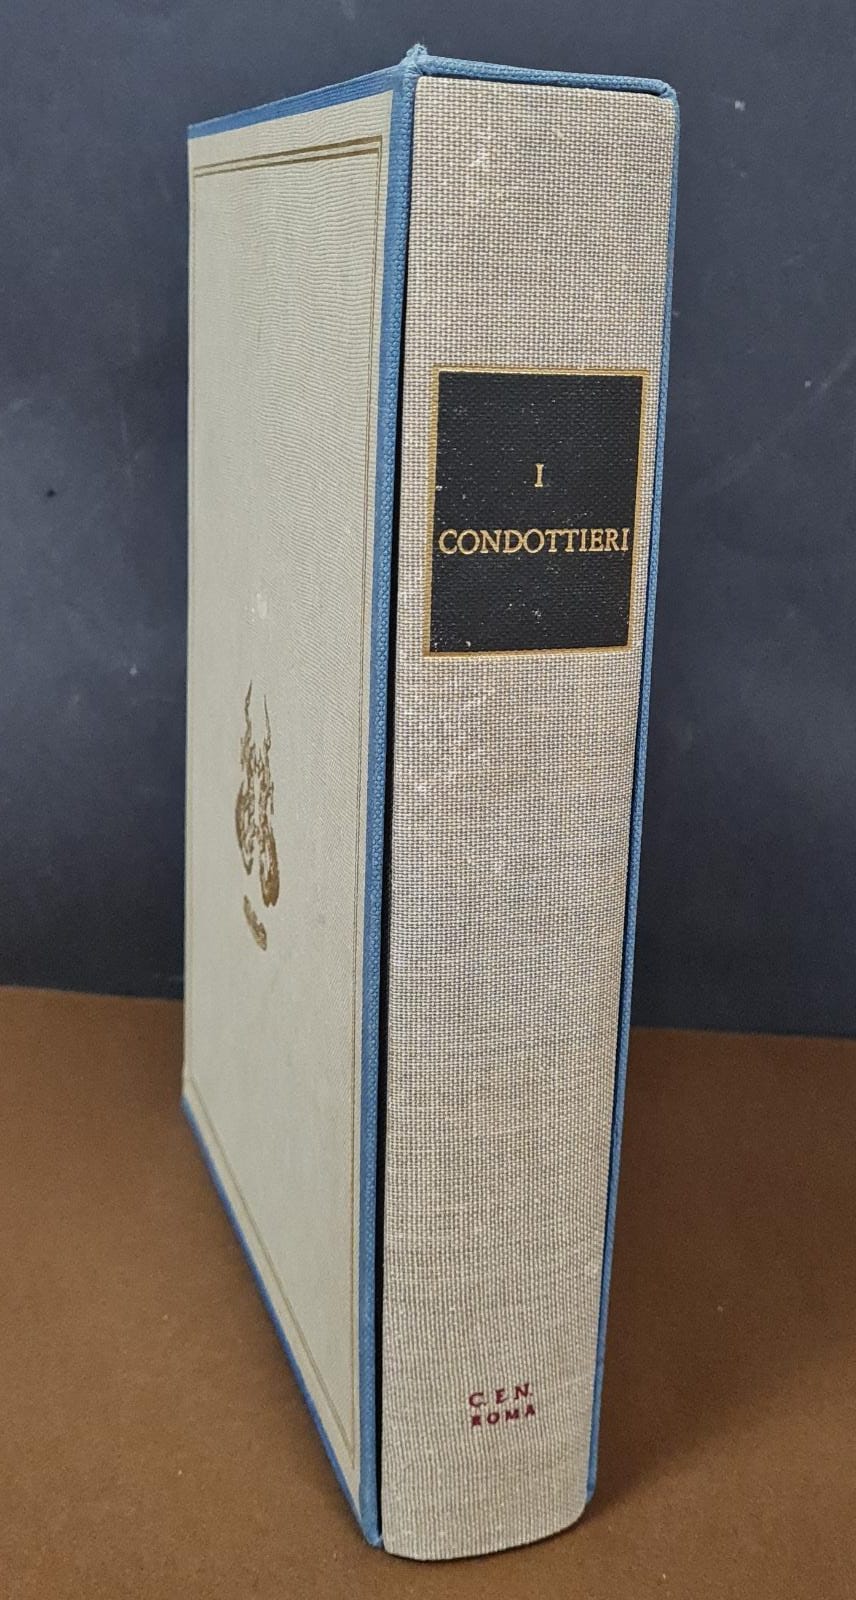 I
CONDOTTIERI
C.E.N.
ROMA